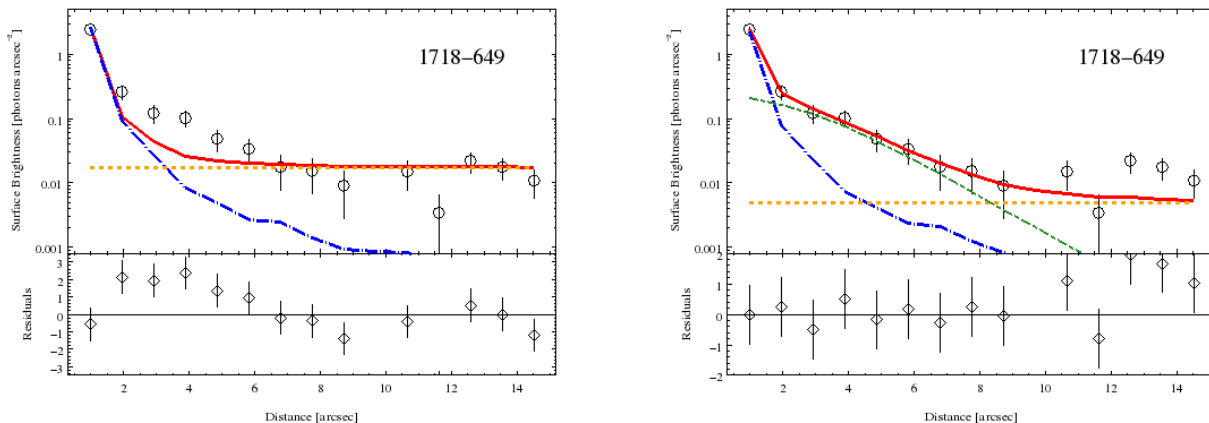 1718−649
Surface Brightness [photons arcsec⁻²]
1
0.1
0.01
0.001
Residuals
3
2
1
0
−1
−2
−3
2 4 6 8 10 12 14
Distance [arcsec]
1718−649
Surface Brightness [photons arcsec⁻²]
1
0.1
0.01
0.001
Residuals
2
1
0
−1
−2
2 4 6 8 10 12 14
Distance [arcsec]